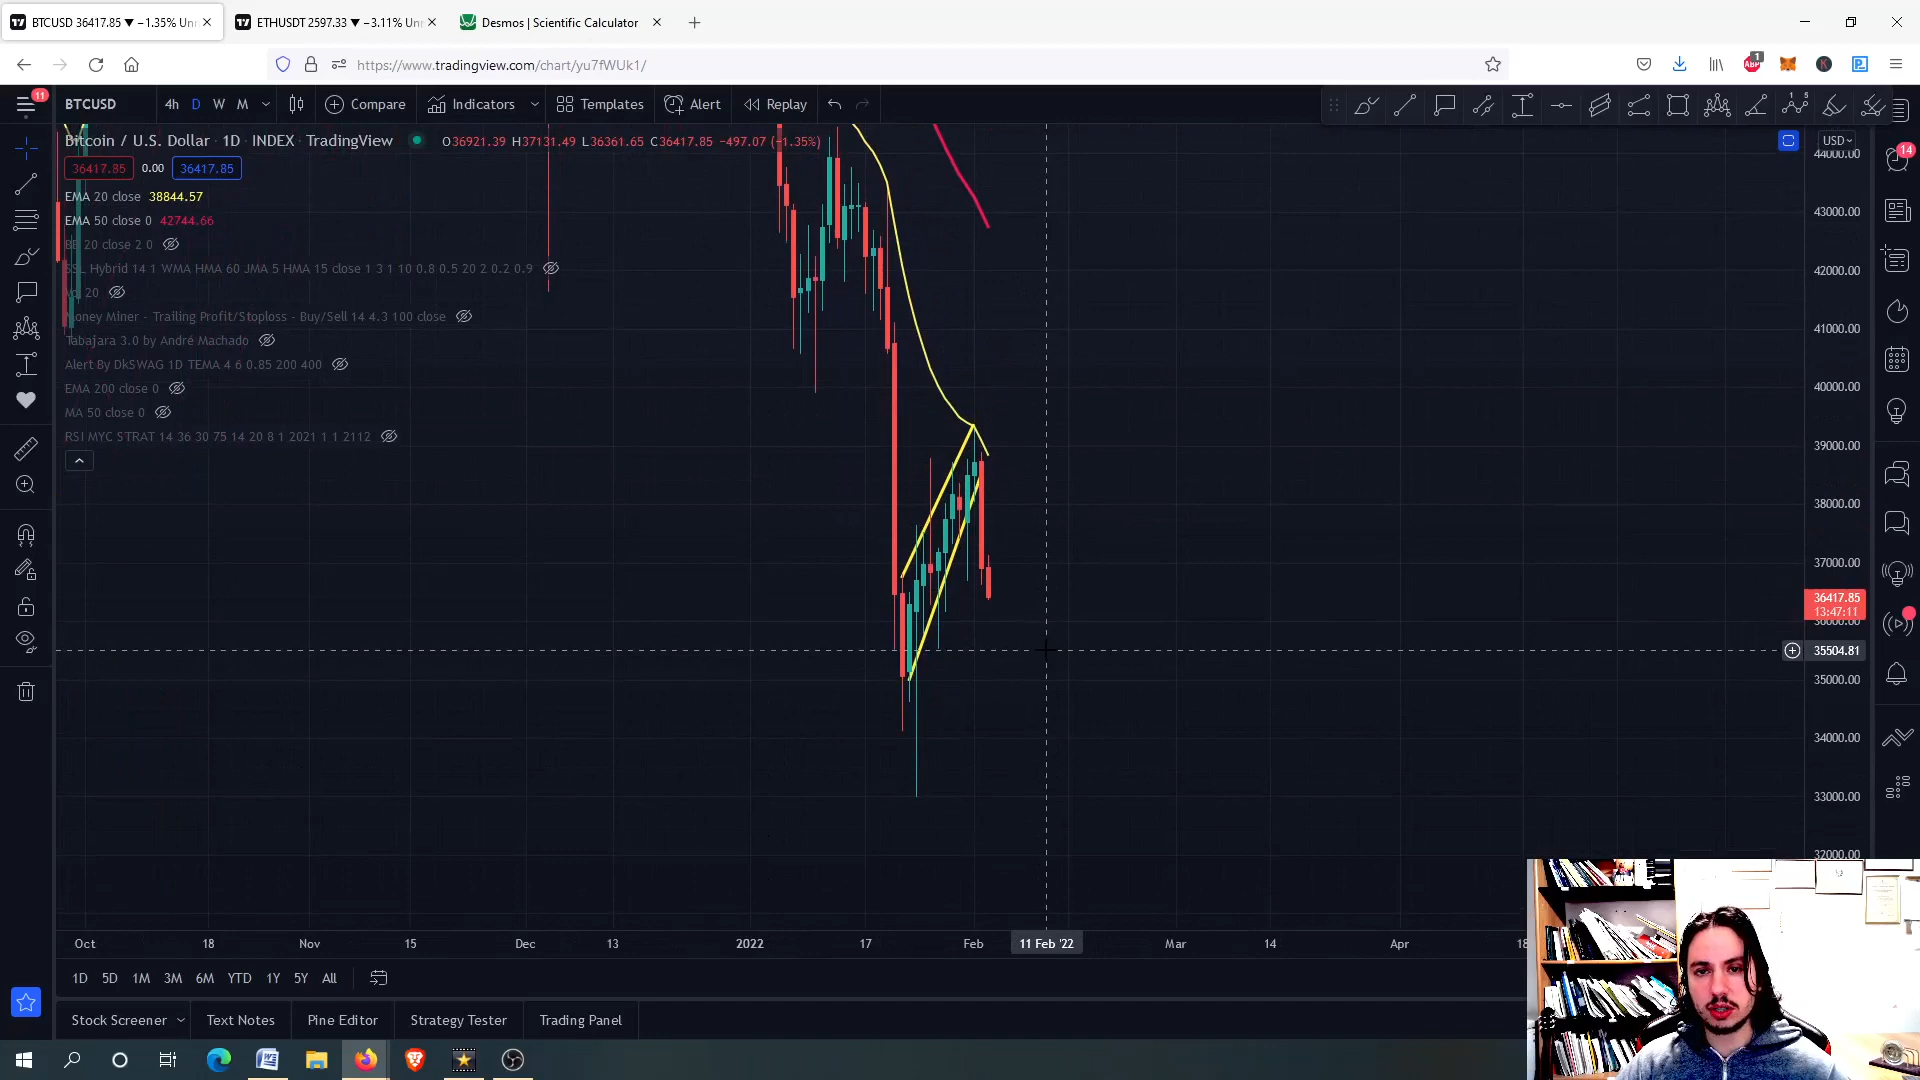 BTCUSD 36417.85 ▼ −1.35% Un
ETHUSDT 2597.33 ▼ −3.11% Un
Desmos | Scientific Calculator
https://www.tradingview.com/chart/yu7fWUk1/
1
11
BTCUSD
4h
D
W
M
Compare
Indicators
Templates
Alert
Replay
Bitcoin / U.S. Dollar · 1D · INDEX · TradingView
O36921.39 H37131.49 L36361.65 C36417.85 −497.07 (−1.35%)
USD
14
36417.85
0.00
36417.85
EMA 20 close 38844.57
EMA 50 close 0 42744.66
BB 20 close 2 0
SSL Hybrid 14 1 WMA HMA 60 JMA 5 HMA 15 close 1 3 1 10 0.8 0.5 20 2 0.2 0.9
Vol 20
Money Miner - Trailing Profit/Stoploss - Buy/Sell 14 4.3 100 close
Tabajara 3.0 by André Machado
Alert By DkSWAG 1D TEMA 4 6 0.85 200 400
EMA 200 close 0
MA 50 close 0
RSI MYC STRAT 14 36 30 75 14 20 8 1 2021 1 1 2112
44000.00
43000.00
42000.00
41000.00
40000.00
39000.00
38000.00
37000.00
36417.85
13:47:11
36000.00
35504.81
35000.00
34000.00
33000.00
32000.00
Oct
18
Nov
15
Dec
13
2022
17
Feb
11 Feb '22
Mar
14
Apr
18
1D
5D
1M
3M
6M
YTD
1Y
5Y
All
Stock Screener
Text Notes
Pine Editor
Strategy Tester
Trading Panel